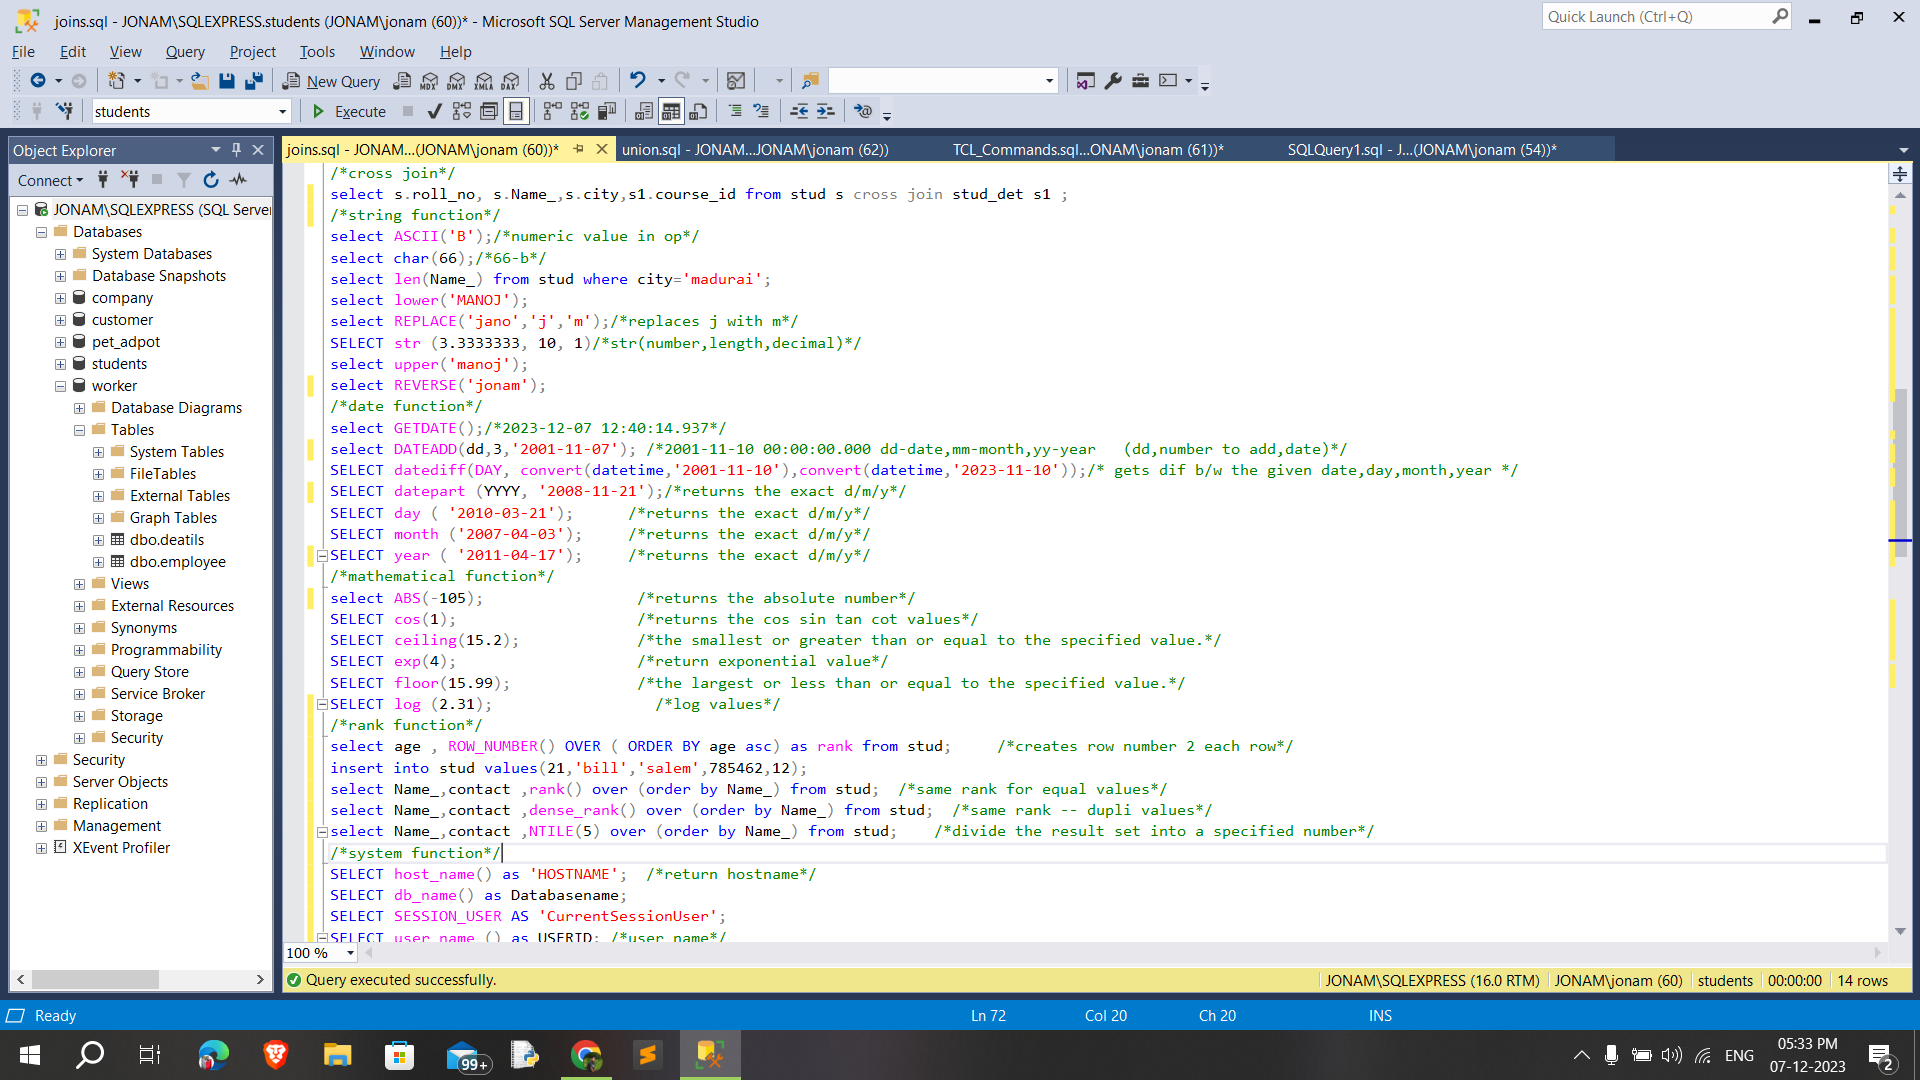 joins.sql - JONAM\SQLEXPRESS.students (JONAM\jonam (60))* - Microsoft SQL Server Management Studio
Quick Launch (Ctrl+Q)
File Edit View Query Project Tools Window Help
New Query
MDX DMX XMLA DAX
students
Execute
Object Explorer
joins.sql - JONAM...(JONAM\jonam (60))*
union.sql - JONAM...JONAM\jonam (62))
TCL_Commands.sql...ONAM\jonam (61))*
SQLQuery1.sql - J...(JONAM\jonam (54))*
Connect
JONAM\SQLEXPRESS (SQL Server
Databases
System Databases
Database Snapshots
company
customer
pet_adpot
students
worker
Database Diagrams
Tables
System Tables
FileTables
External Tables
Graph Tables
dbo.deatils
dbo.employee
Views
External Resources
Synonyms
Programmability
Query Store
Service Broker
Storage
Security
Security
Server Objects
Replication
Management
XEvent Profiler
/*cross join*/
select s.roll_no, s.Name_,s.city,s1.course_id from stud s cross join stud_det s1 ;
/*string function*/
select ASCII('B');/*numeric value in op*/
select char(66);/*66-b*/
select len(Name_) from stud where city='madurai';
select lower('MANOJ');
select REPLACE('jano','j','m');/*replaces j with m*/
SELECT str (3.3333333, 10, 1)/*str(number,length,decimal)*/
select upper('manoj');
select REVERSE('jonam');
/*date function*/
select GETDATE();/*2023-12-07 12:40:14.937*/
select DATEADD(dd,3,'2001-11-07'); /*2001-11-10 00:00:00.000 dd-date,mm-month,yy-year (dd,number to add,date)*/
SELECT datediff(DAY, convert(datetime,'2001-11-10'),convert(datetime,'2023-11-10'));/* gets dif b/w the given date,day,month,year */
SELECT datepart (YYYY, '2008-11-21');/*returns the exact d/m/y*/
SELECT day ( '2010-03-21'); /*returns the exact d/m/y*/
SELECT month ('2007-04-03'); /*returns the exact d/m/y*/
SELECT year ( '2011-04-17'); /*returns the exact d/m/y*/
/*mathematical function*/
select ABS(-105); /*returns the absolute number*/
SELECT cos(1); /*returns the cos sin tan cot values*/
SELECT ceiling(15.2); /*the smallest or greater than or equal to the specified value.*/
SELECT exp(4); /*return exponential value*/
SELECT floor(15.99); /*the largest or less than or equal to the specified value.*/
SELECT log (2.31); /*log values*/
/*rank function*/
select age , ROW_NUMBER() OVER ( ORDER BY age asc) as rank from stud; /*creates row number 2 each row*/
insert into stud values(21,'bill','salem',785462,12);
select Name_,contact ,rank() over (order by Name_) from stud; /*same rank for equal values*/
select Name_,contact ,dense_rank() over (order by Name_) from stud; /*same rank -- dupli values*/
select Name_,contact ,NTILE(5) over (order by Name_) from stud; /*divide the result set into a specified number*/
/*system function*/
SELECT host_name() as 'HOSTNAME'; /*return hostname*/
SELECT db_name() as Databasename;
SELECT SESSION_USER AS 'CurrentSessionUser';
SELECT user_name () as USERID; /*user name*/
100 %
Query executed successfully.
JONAM\SQLEXPRESS (16.0 RTM) JONAM\jonam (60) students 00:00:00 14 rows
Ready
Ln 72 Col 20 Ch 20 INS
99+
ENG
05:33 PM
07-12-2023
2